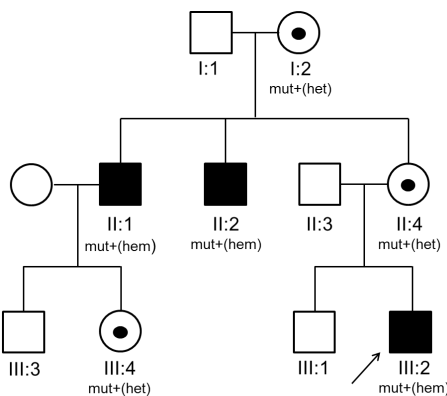 I:1
I:2
mut+(het)
II:1
mut+(hem)
II:2
mut+(hem)
II:3
II:4
mut+(het)
III:3
III:4
mut+(het)
III:1
III:2
mut+(hem)